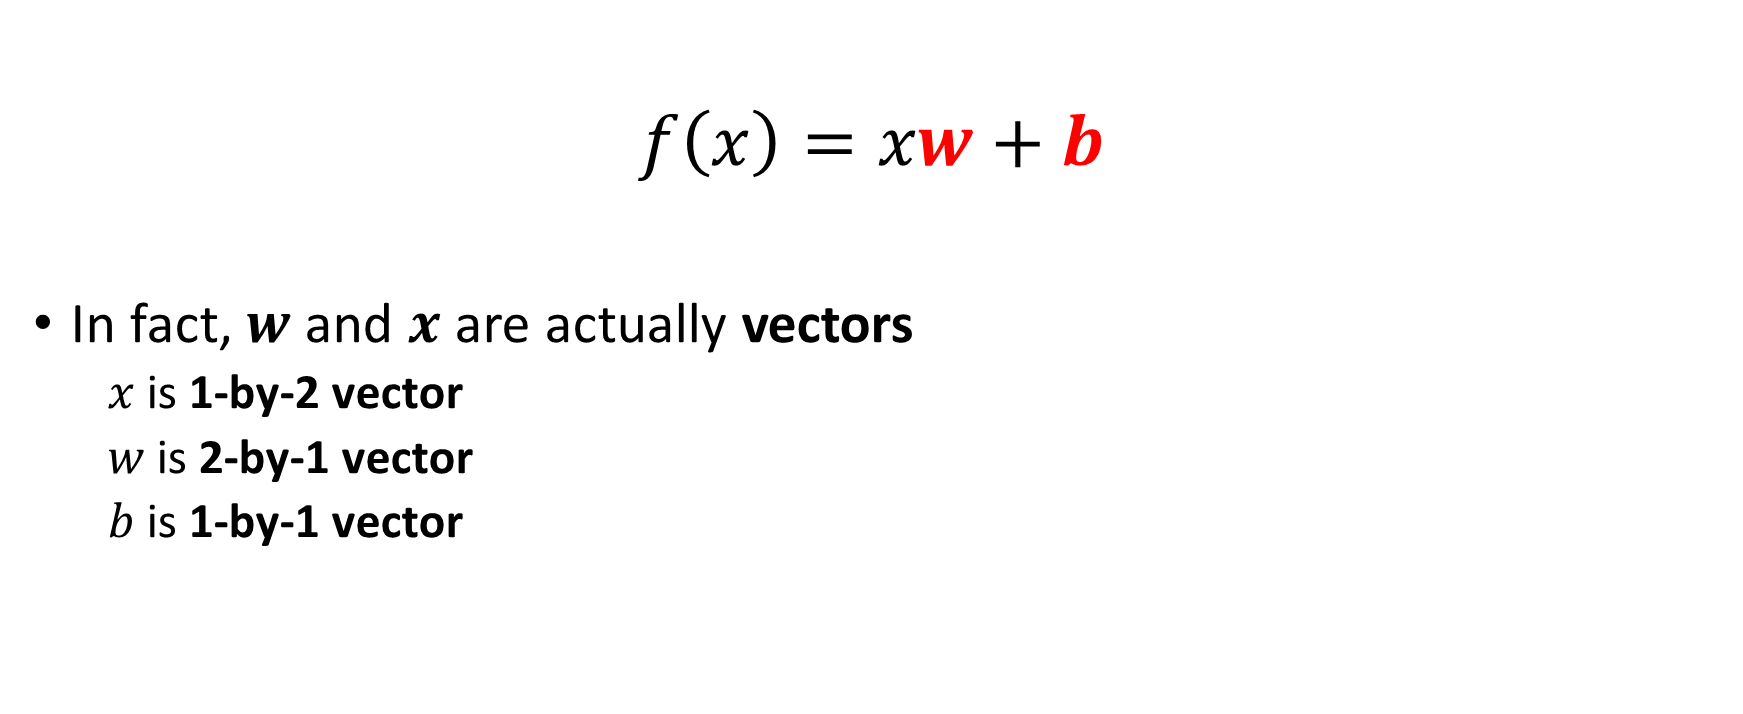 f(x) = xw + b
• In fact, w and x are actually vectors
x is 1-by-2 vector
w is 2-by-1 vector
b is 1-by-1 vector